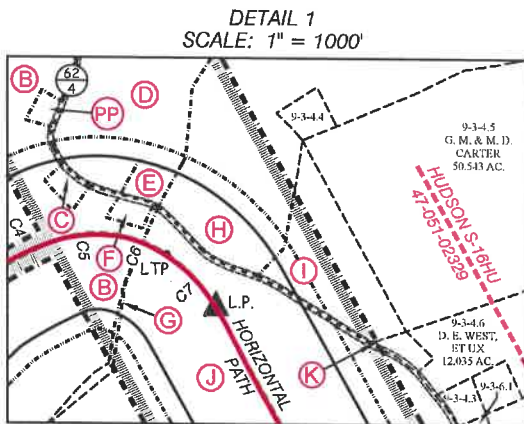 DETAIL 1
SCALE: 1" = 1000'
B
62
4
D
PP
9-3-4.4
9-3-4.5
G. M. & M. D.
CARTER
50.543 AC.
HUDSON S-16HU
47-051-02329
E
C
H
F
C4
C5
C6
LTP
I
B
C7
L.P.
G
HORIZONTAL
PATH
J
K
9-3-4.6
D. E. WEST,
ET UX
12.035 AC.
9-3-4.3
9-3-6.1